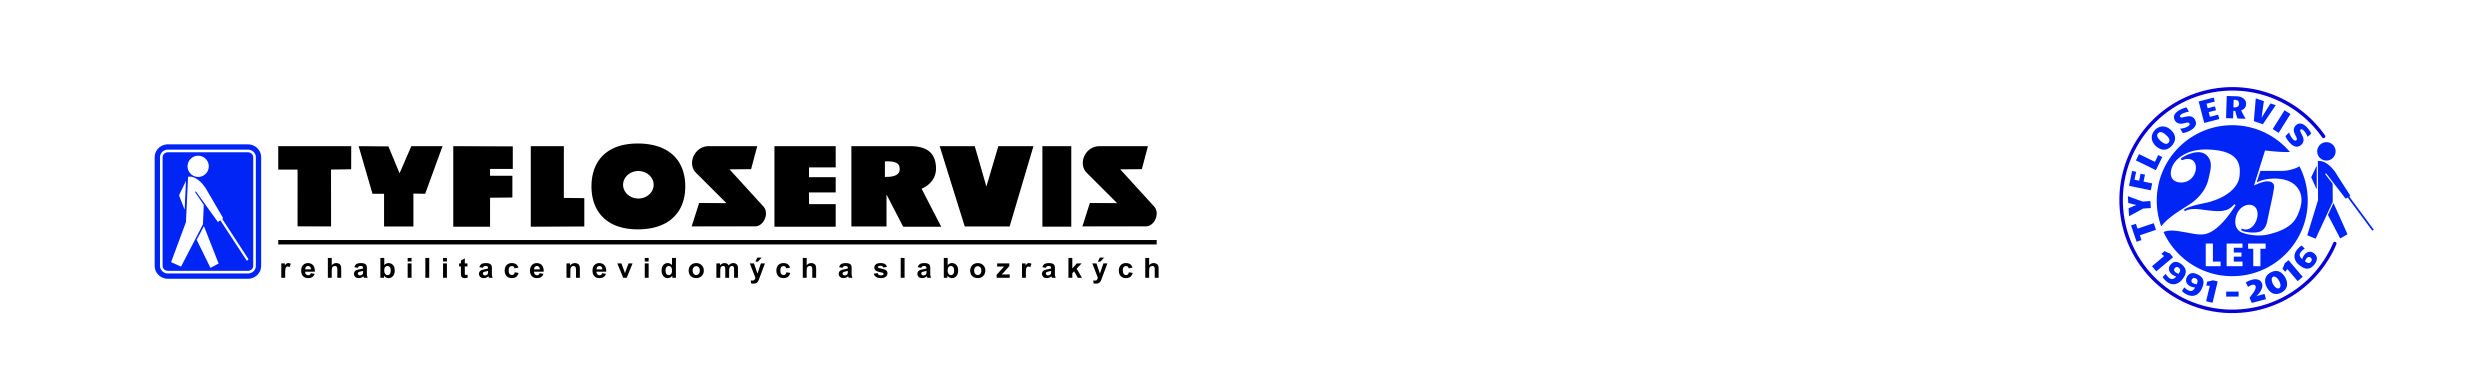 TYFLOSERVIS
rehabilitace nevidomých a slabozrakých
TYFLOSERVIS
25
LET
1991 - 2016